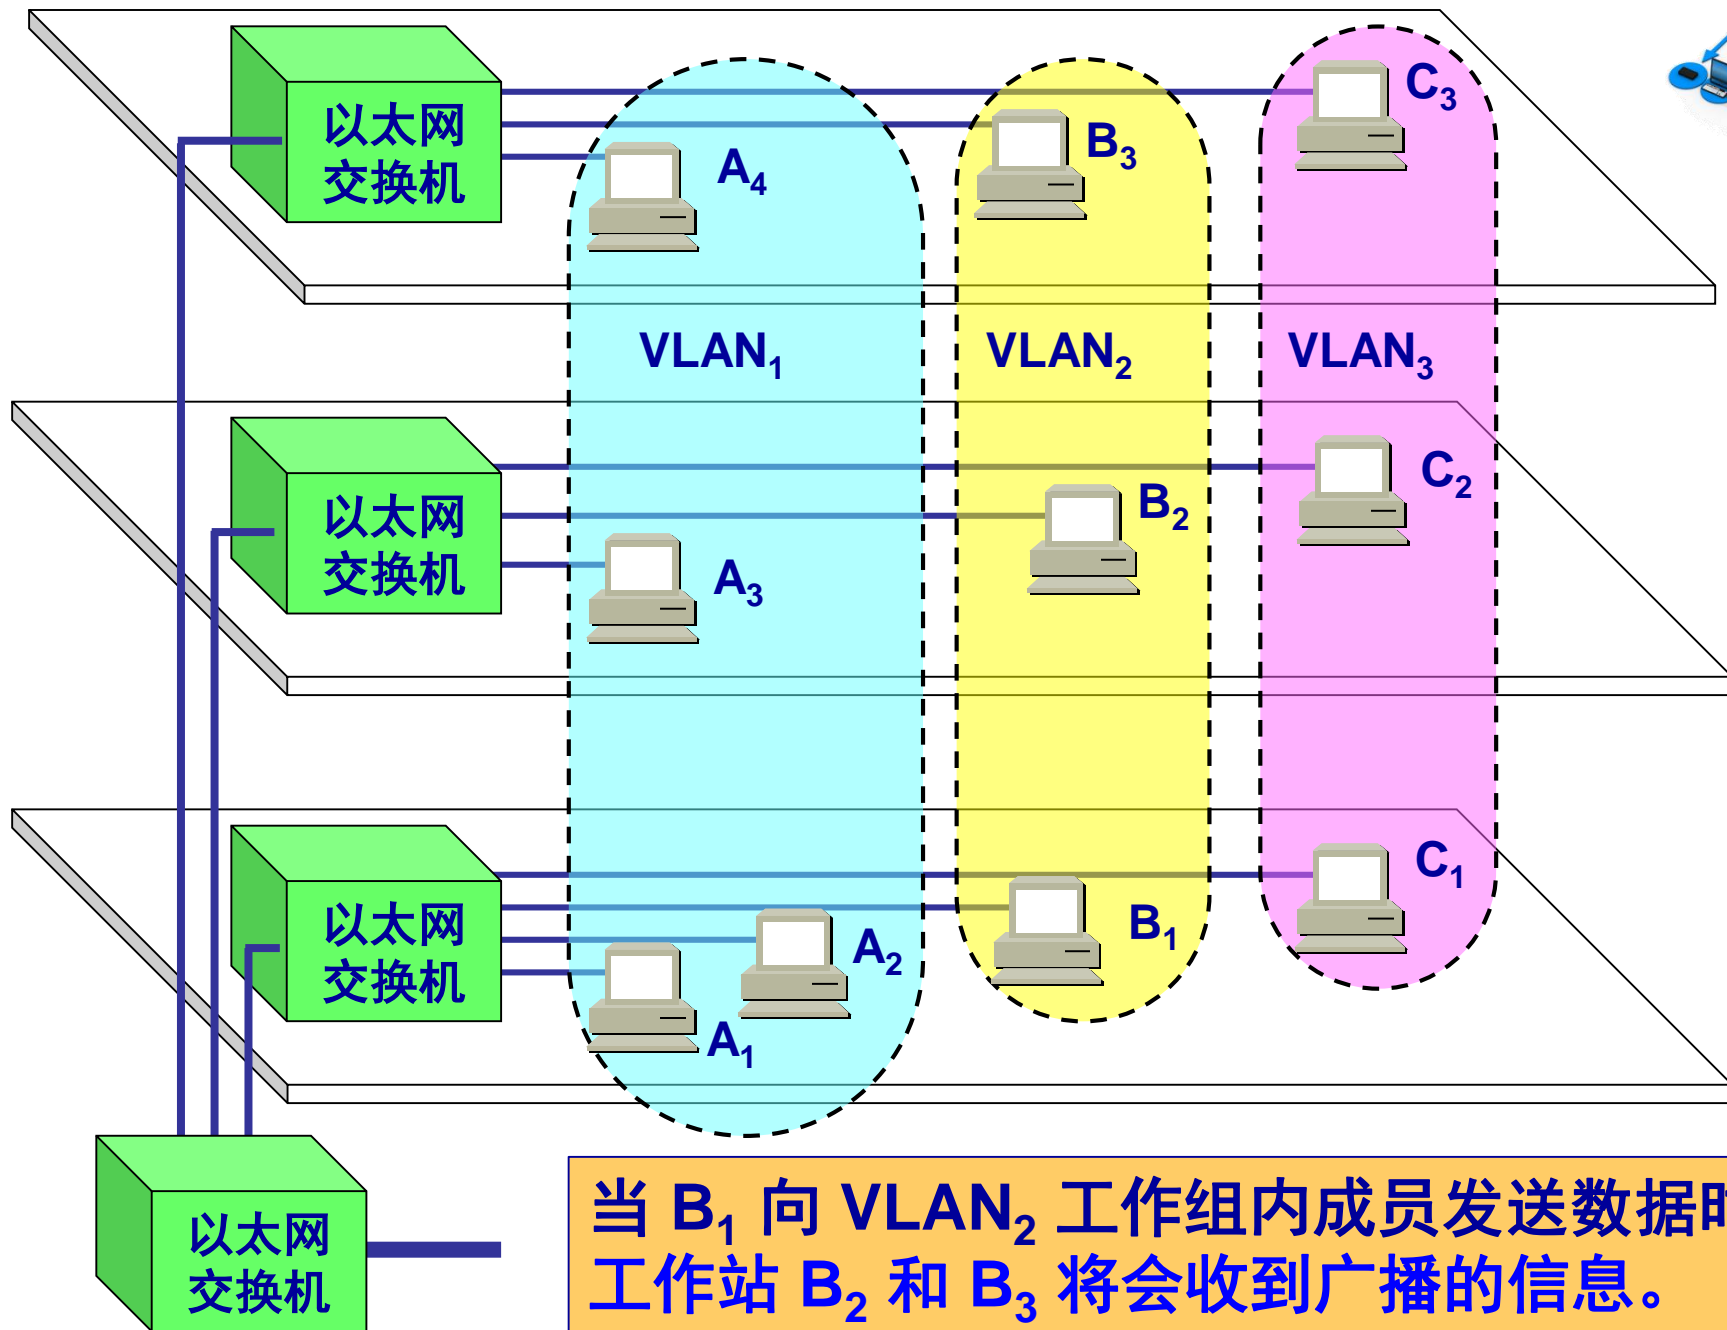 以太网
交换机
C3
B3
A4
VLAN1
VLAN2
VLAN3
以太网
交换机
C2
B2
A3
以太网
交换机
C1
B1
A2
A1
以太网
交换机
当 B1 向 VLAN2 工作组内成员发送数据时
工作站 B2 和 B3 将会收到广播的信息。